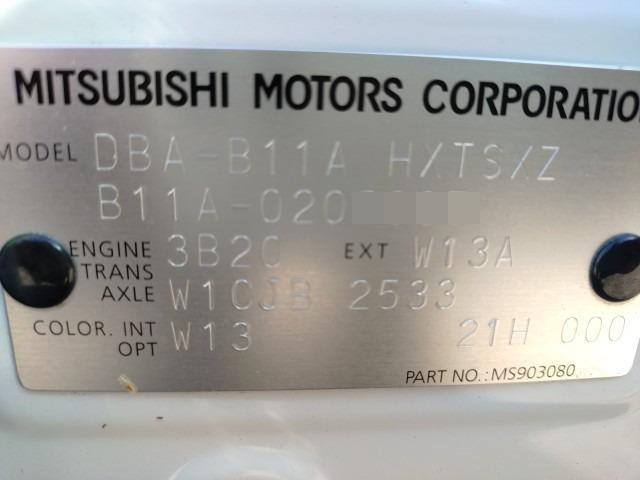 MITSUBISHI MOTORS CORPORATION
MODEL DBA-B11A HXTSXZ
B11A-020
ENGINE 3B20 EXT W13A
TRANS
AXLE W1CJB 2533
COLOR. INT W13 21H 000
OPT
PART NO.:MS903080